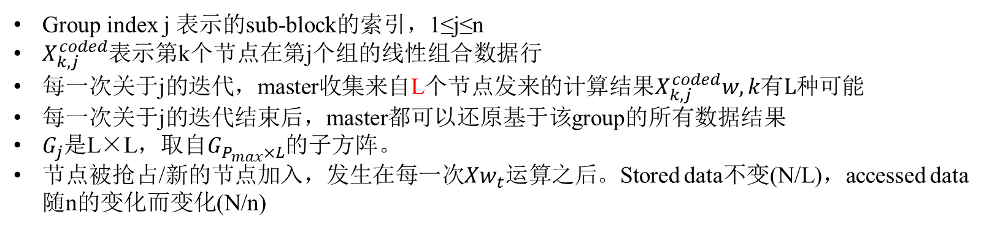 • Group index j 表示的sub-block的索引，1≤j≤n
• $X_{k,j}^{coded}$表示第k个节点在第j个组的线性组合数据行
• 每一次关于j的迭代，master收集来自L个节点发来的计算结果$X_{k,j}^{coded}w, k$有L种可能
• 每一次关于j的迭代结束后，master都可以还原基于该group的所有数据结果
• $G_j$是L×L，取自$G_{P_{max}×L}$的子方阵。
• 节点被抢占/新的节点加入，发生在每一次$Xw_t$运算之后。Stored data不变(N/L)，accessed data
随n的变化而变化(N/n)